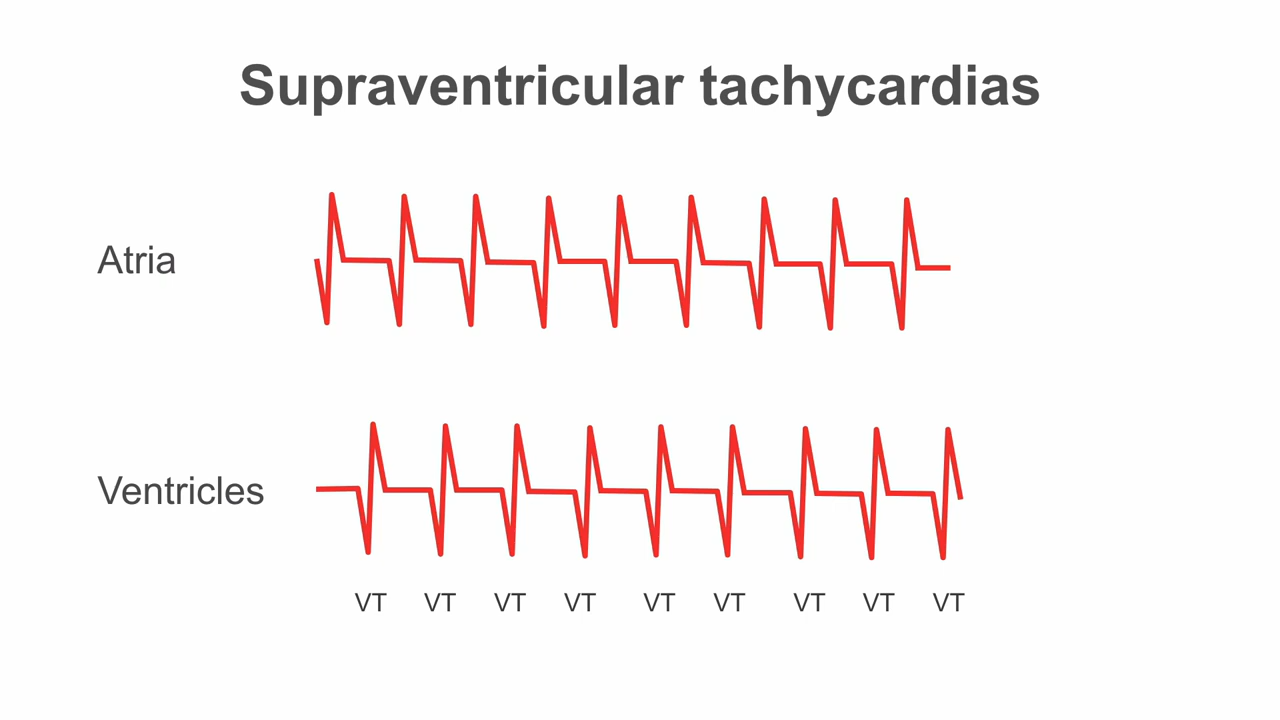 Supraventricular tachycardias
Atria
Ventricles
VT VT VT VT VT VT VT VT VT